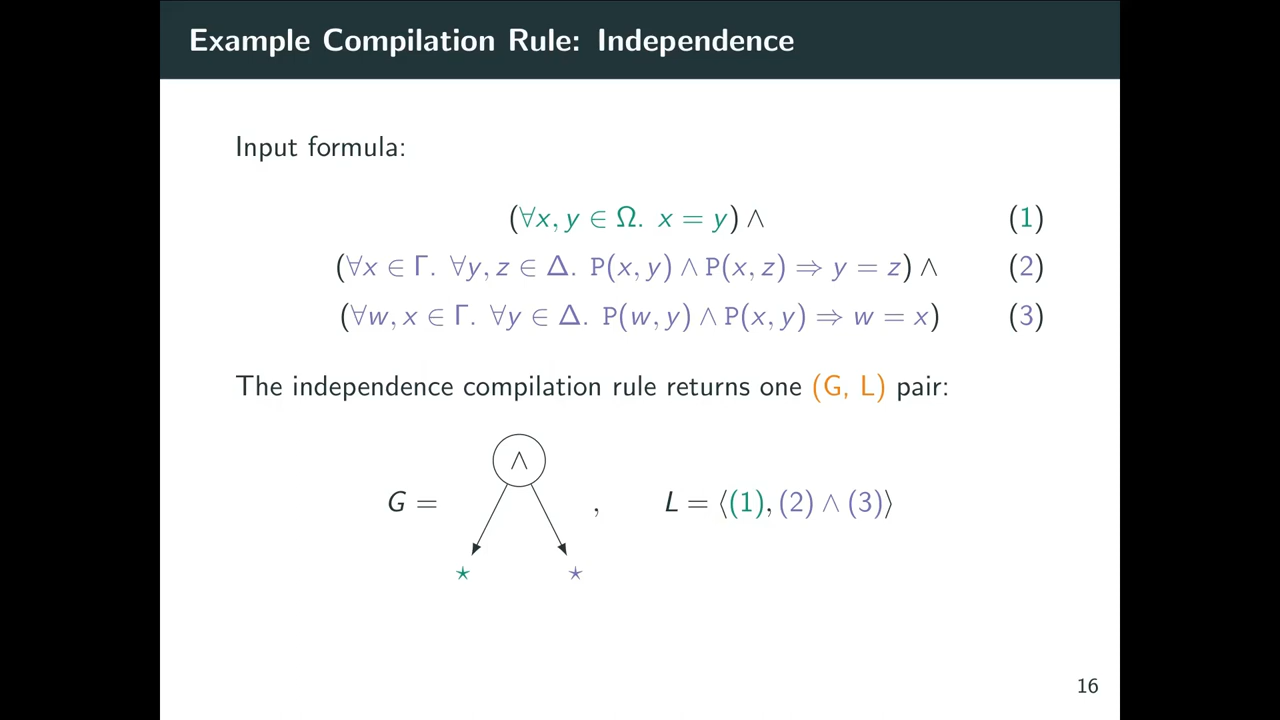 Example Compilation Rule: Independence
Input formula:
(∀x, y ∈ Ω. x = y) ∧ (1)
(∀x ∈ Γ. ∀y, z ∈ Δ. P(x, y) ∧ P(x, z) ⇒ y = z) ∧ (2)
(∀w, x ∈ Γ. ∀y ∈ Δ. P(w, y) ∧ P(x, y) ⇒ w = x) (3)
The independence compilation rule returns one (G, L) pair:
∧
G = , L = ⟨(1), (2) ∧ (3)⟩
⋆ ⋆
16